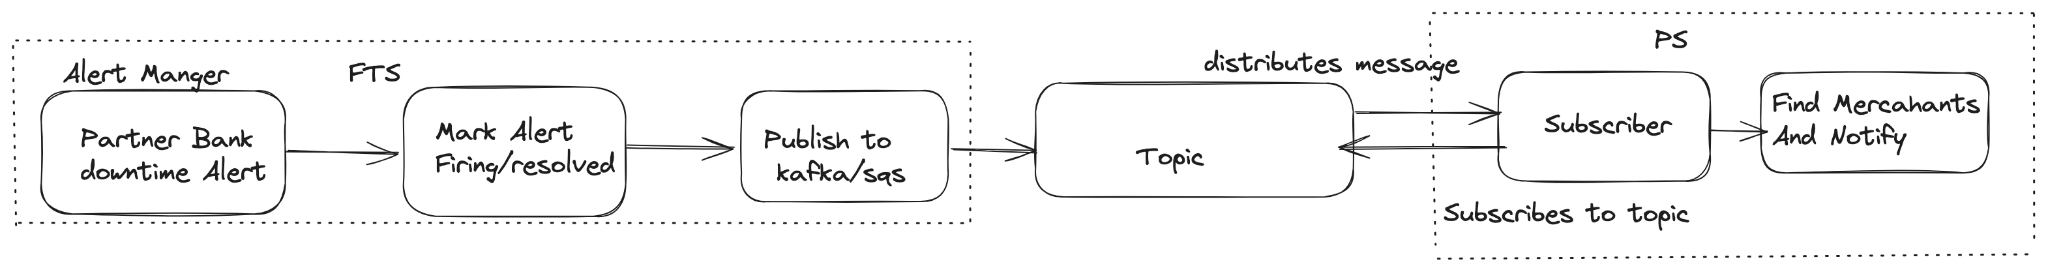 Alert Manger
FTS
Partner Bank
downtime Alert
Mark Alert
Firing/resolved
Publish to
kafka/sqs
Topic
distributes message
PS
Subscriber
Subscribes to topic
Find Mercahants
And Notify